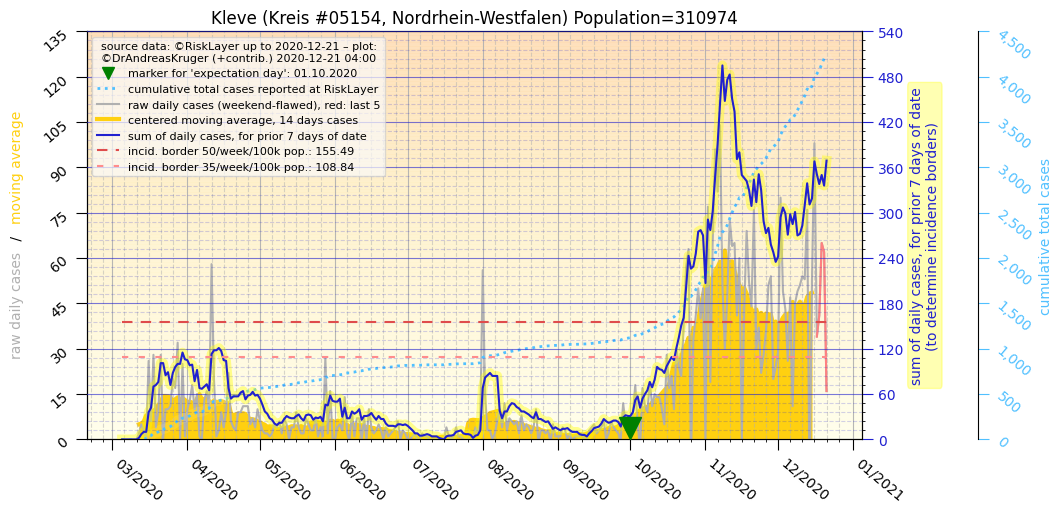 Kleve (Kreis #05154, Nordrhein-Westfalen) Population=310974
source data: ©RiskLayer up to 2020-12-21 – plot:
©DrAndreasKruger (+contrib.) 2020-12-21 04:00
marker for 'expectation day': 01.10.2020
cumulative total cases reported at RiskLayer
raw daily cases (weekend-flawed), red: last 5
centered moving average, 14 days cases
sum of daily cases, for prior 7 days of date
incid. border 50/week/100k pop.: 155.49
incid. border 35/week/100k pop.: 108.84
raw daily cases / moving average
135
120
105
90
75
60
45
30
15
0
540
480
420
360
300
240
180
120
60
0
sum of daily cases, for prior 7 days of date
(to determine incidence borders)
4,500
4,000
3,500
3,000
2,500
2,000
1,500
1,000
500
0
cumulative total cases
03/2020
04/2020
05/2020
06/2020
07/2020
08/2020
09/2020
10/2020
11/2020
12/2020
01/2021